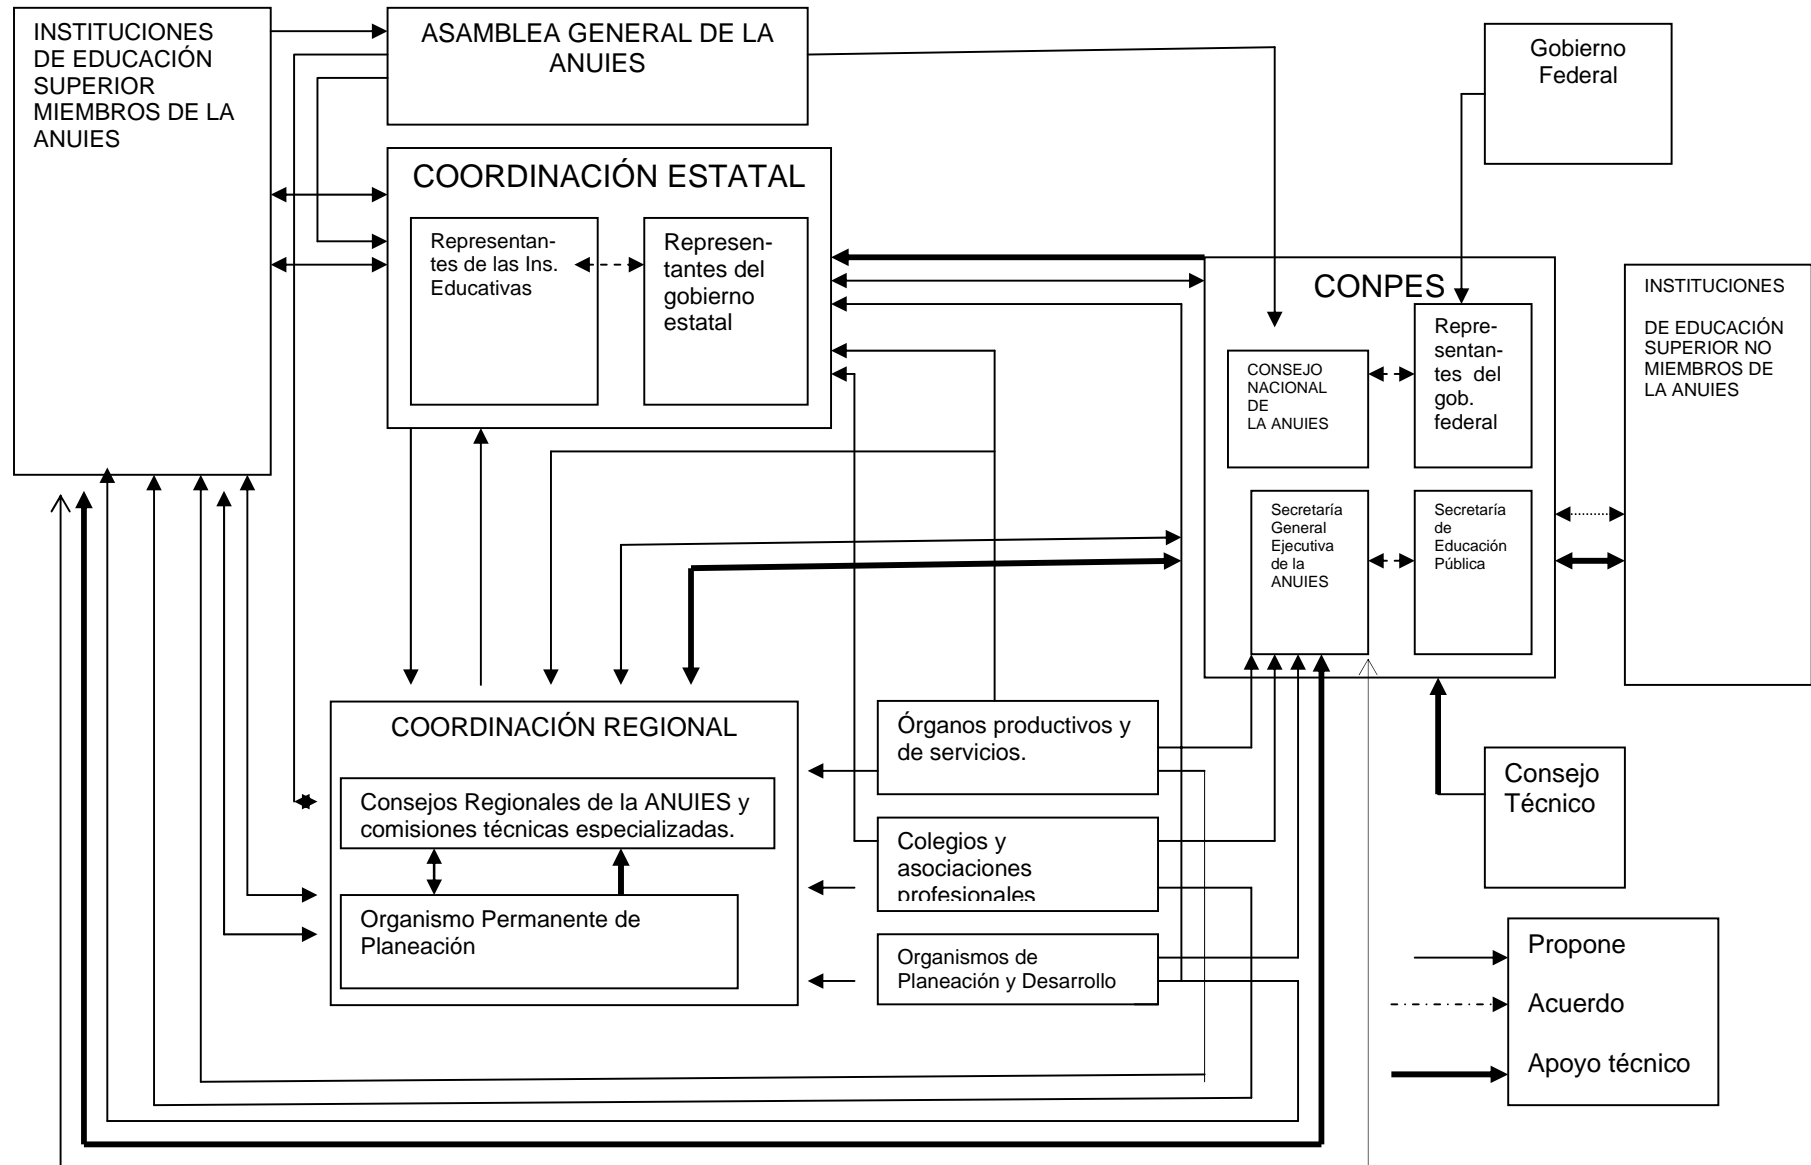 INSTITUCIONES
DE EDUCACIÓN
SUPERIOR
MIEMBROS DE LA
ANUIES
ASAMBLEA GENERAL DE LA
ANUIES
Gobierno
Federal
COORDINACIÓN ESTATAL
Representan-
tes de las Ins.
Educativas
Represen-
tantes del
gobierno
estatal
CONPES
CONSEJO
NACIONAL
DE
LA ANUIES
Repre-
sentan-
tes del
gob.
federal
Secretaría
General
Ejecutiva
de la
ANUIES
Secretaría
de
Educación
Pública
INSTITUCIONES
DE EDUCACIÓN
SUPERIOR NO
MIEMBROS DE
LA ANUIES
COORDINACIÓN REGIONAL
Consejos Regionales de la ANUIES y
comisiones técnicas especializadas.
Organismo Permanente de
Planeación
Órganos productivos y
de servicios.
Colegios y
asociaciones
profesionales
Organismos de
Planeación y Desarrollo
Consejo
Técnico
Propone
Acuerdo
Apoyo técnico